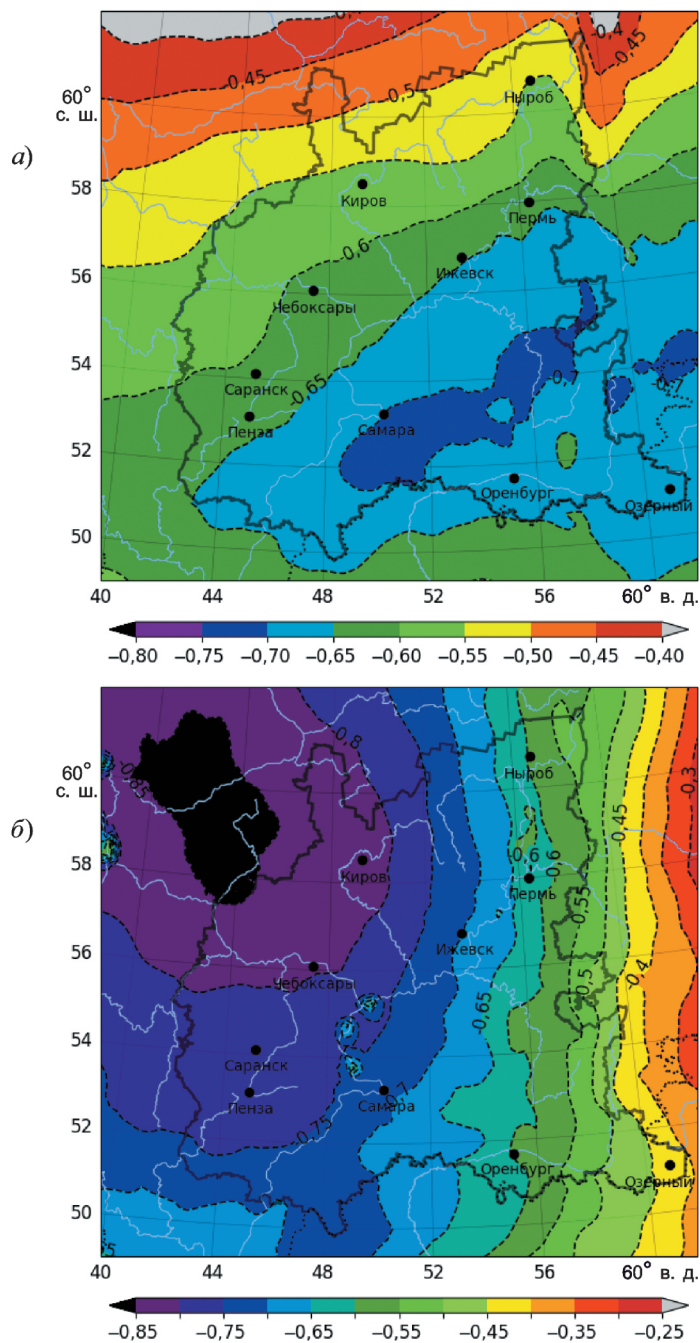 -0,4
-0,45
-0,45
-0,5
60°
с. ш.
Ныроб
а)
58
Киров
Пермь
-0,6
56
Ижевск
Чебоксары
54
-0,7
-0,7
Саранск
-0,65
Пенза
Самара
52
Оренбург
Озерный
50
40 44 48 52 56 60° в. д.
−0,80 −0,75 −0,70 −0,65 −0,60 −0,55 −0,50 −0,45 −0,40
-0,8
60°
с. ш.
-0,65
Ныроб
-0,3
0,45
б)
58
0,6
-0,6
Киров
Пермь
0,55
56
Ижевск
Чебоксары
0,5
-0,4
-0,65
54
Саранск
Пенза
Самара
0,7
52
0,75
Оренбург
Озерный
50
40 44 48 52 56 60° в. д.
−0,85 −0,75 −0,65 −0,55 −0,45 −0,35 −0,25